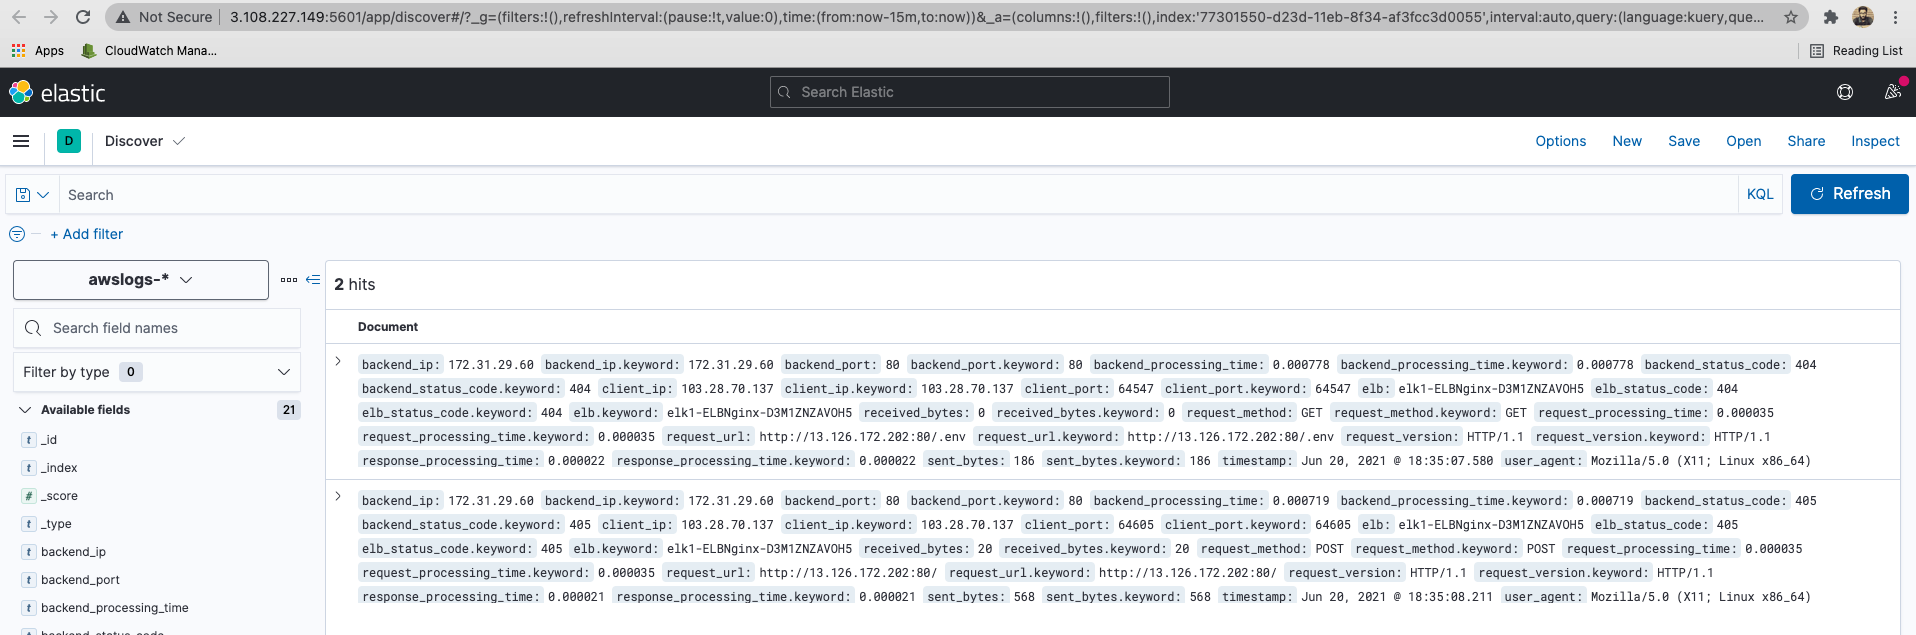 Not Secure | 3.108.227.149:5601/app/discover#/?_g=(filters:!(),refreshInterval:(pause:!t,value:0),time:(from:now-15m,to:now))&_a=(columns:!(),filters:!(),index:'77301550-d23d-11eb-8f34-af3fcc3d0055',interval:auto,query:(language:kuery,que...
Apps CloudWatch Mana... Reading List
elastic Search Elastic
D Discover Options New Save Open Share Inspect
Search KQL Refresh
+ Add filter
awslogs-*
2 hits
Search field names
Document
Filter by type 0
Available fields 21
_id
_index
_score
_type
backend_ip
backend_port
backend_processing_time
backend_status_code
backend_ip: 172.31.29.60 backend_ip.keyword: 172.31.29.60 backend_port: 80 backend_port.keyword: 80 backend_processing_time: 0.000778 backend_processing_time.keyword: 0.000778 backend_status_code: 404
backend_status_code.keyword: 404 client_ip: 103.28.70.137 client_ip.keyword: 103.28.70.137 client_port: 64547 client_port.keyword: 64547 elb: elk1-ELBNginx-D3M1ZNZAVOH5 elb_status_code: 404
elb_status_code.keyword: 404 elb.keyword: elk1-ELBNginx-D3M1ZNZAVOH5 received_bytes: 0 received_bytes.keyword: 0 request_method: GET request_method.keyword: GET request_processing_time: 0.000035
request_processing_time.keyword: 0.000035 request_url: http://13.126.172.202:80/.env request_url.keyword: http://13.126.172.202:80/.env request_version: HTTP/1.1 request_version.keyword: HTTP/1.1
response_processing_time: 0.000022 response_processing_time.keyword: 0.000022 sent_bytes: 186 sent_bytes.keyword: 186 timestamp: Jun 20, 2021 @ 18:35:07.580 user_agent: Mozilla/5.0 (X11; Linux x86_64)
backend_ip: 172.31.29.60 backend_ip.keyword: 172.31.29.60 backend_port: 80 backend_port.keyword: 80 backend_processing_time: 0.000719 backend_processing_time.keyword: 0.000719 backend_status_code: 405
backend_status_code.keyword: 405 client_ip: 103.28.70.137 client_ip.keyword: 103.28.70.137 client_port: 64605 client_port.keyword: 64605 elb: elk1-ELBNginx-D3M1ZNZAVOH5 elb_status_code: 405
elb_status_code.keyword: 405 elb.keyword: elk1-ELBNginx-D3M1ZNZAVOH5 received_bytes: 20 received_bytes.keyword: 20 request_method: POST request_method.keyword: POST request_processing_time: 0.000035
request_processing_time.keyword: 0.000035 request_url: http://13.126.172.202:80/ request_url.keyword: http://13.126.172.202:80/ request_version: HTTP/1.1 request_version.keyword: HTTP/1.1
response_processing_time: 0.000021 response_processing_time.keyword: 0.000021 sent_bytes: 568 sent_bytes.keyword: 568 timestamp: Jun 20, 2021 @ 18:35:08.211 user_agent: Mozilla/5.0 (X11; Linux x86_64)